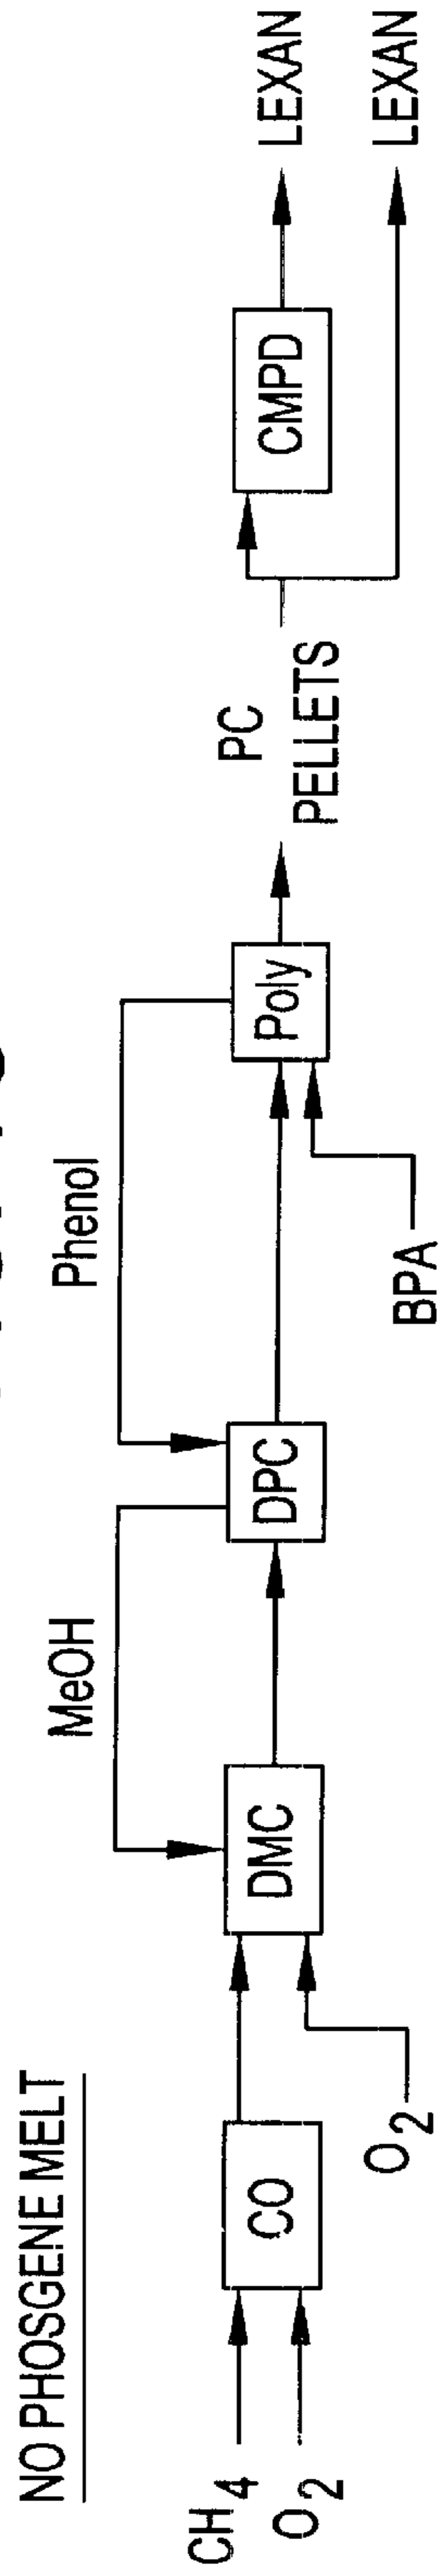 NO PHOSGENE MELT
CH4
O2
CO
O2
DMC
MeOH
DPC
Phenol
BPA
Poly
PC
PELLETS
CMPD
LEXAN
LEXAN